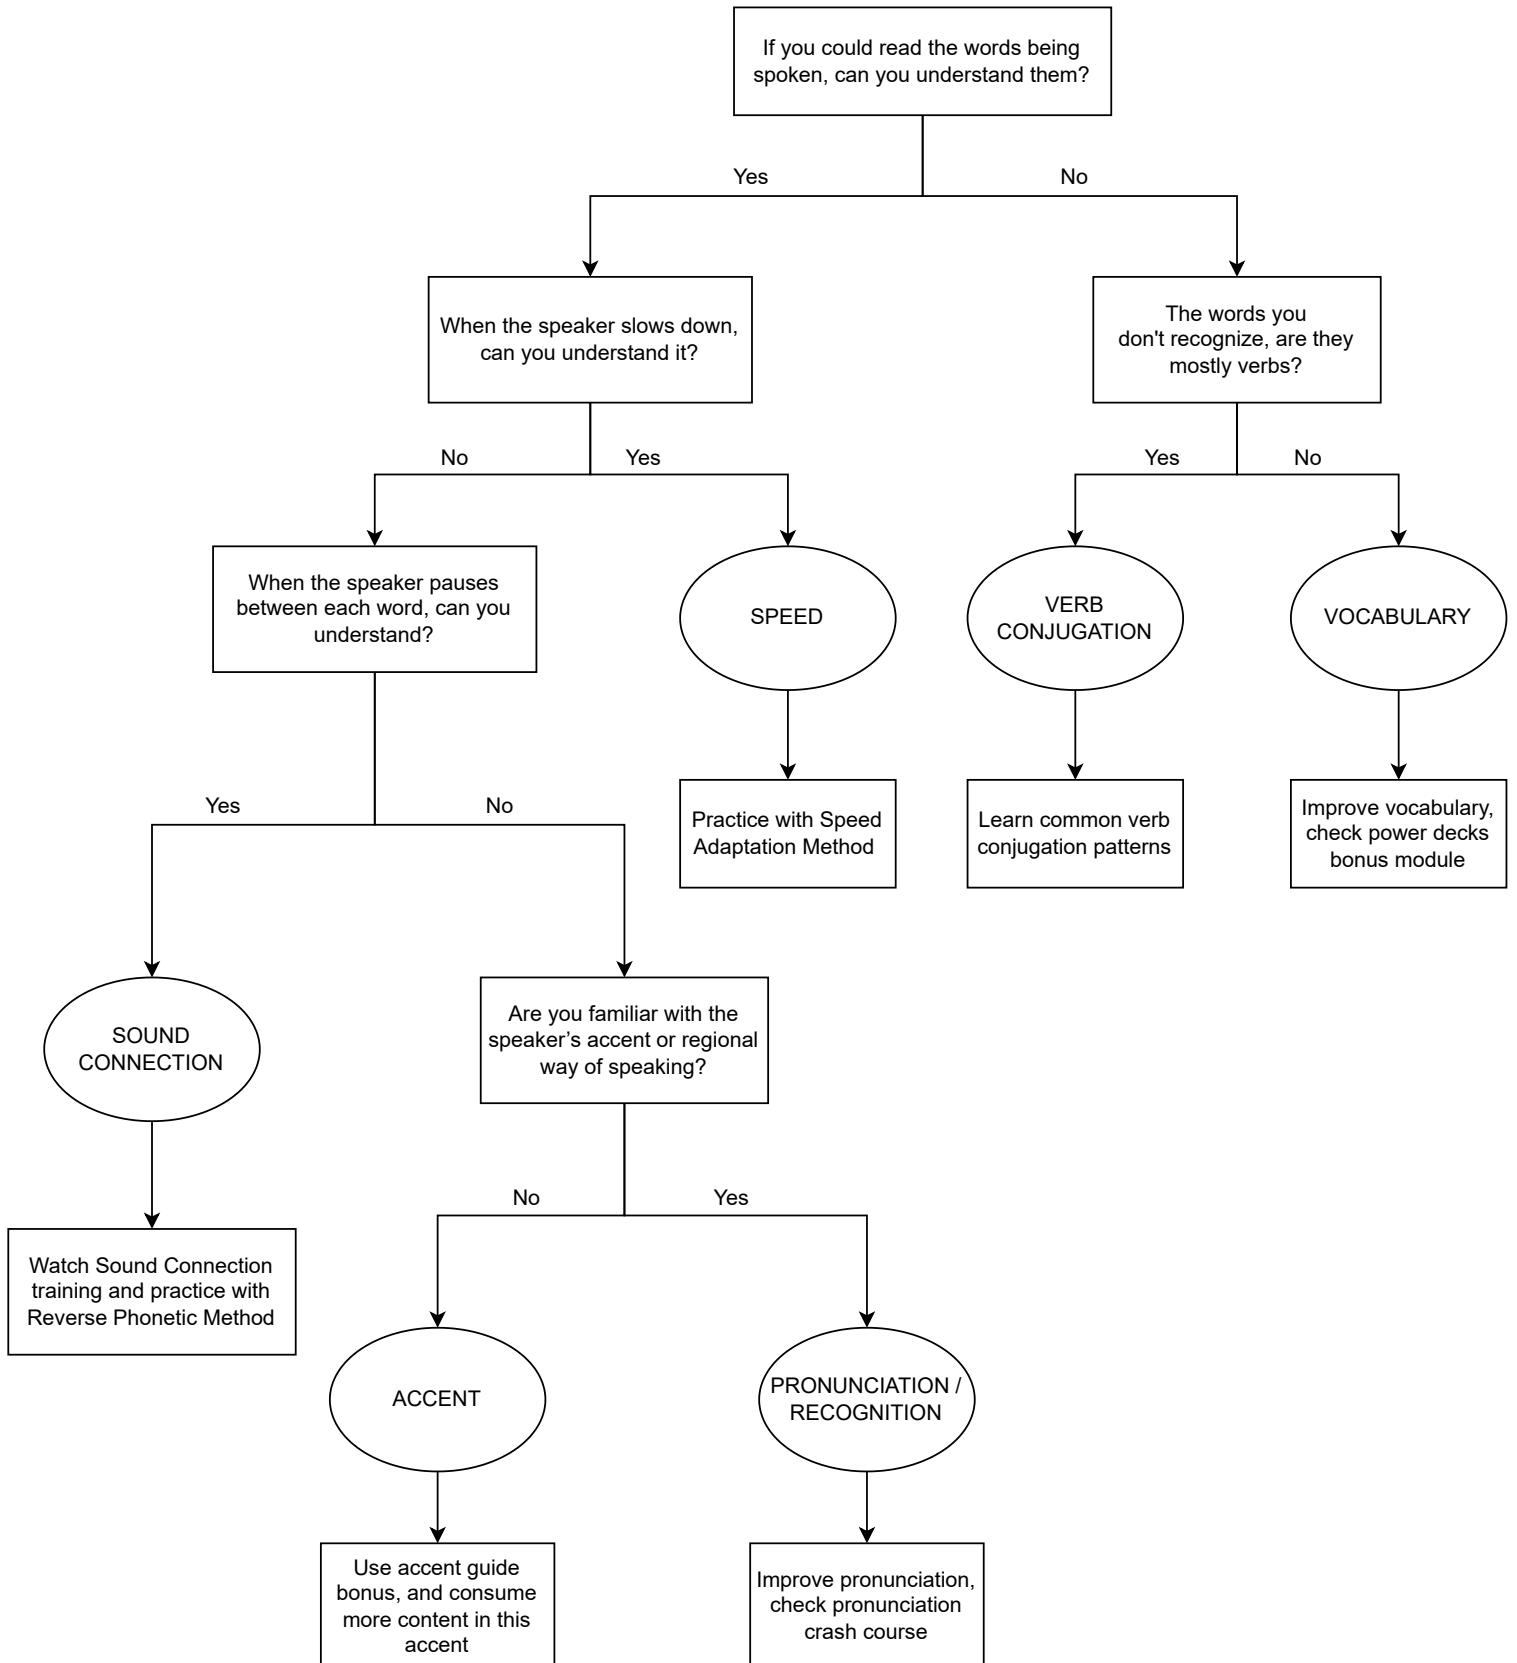 If you could read the words being
spoken, can you understand them?
Yes
No
When the speaker slows down,
can you understand it?
The words you
don't recognize, are they
mostly verbs?
No
Yes
Yes
No
When the speaker pauses
between each word, can you
understand?
SPEED
VERB
CONJUGATION
VOCABULARY
Yes
No
Practice with Speed
Adaptation Method
Learn common verb
conjugation patterns
Improve vocabulary,
check power decks
bonus module
SOUND
CONNECTION
Are you familiar with the
speaker’s accent or regional
way of speaking?
No
Yes
Watch Sound Connection
training and practice with
Reverse Phonetic Method
ACCENT
PRONUNCIATION /
RECOGNITION
Use accent guide
bonus, and consume
more content in this
accent
Improve pronunciation,
check pronunciation
crash course